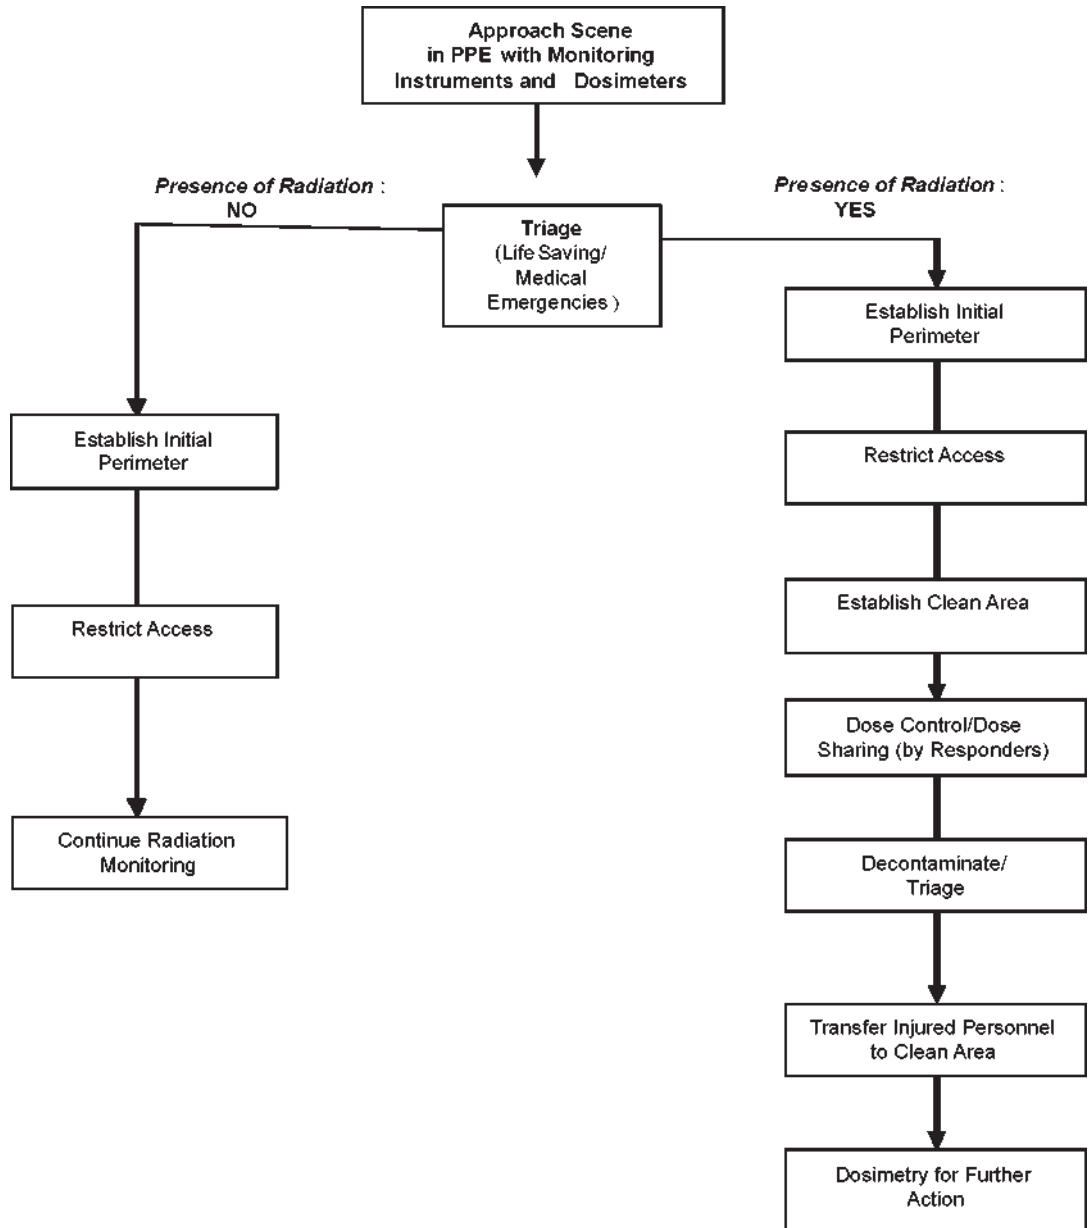 Approach Scene
in PPE with Monitoring
Instruments and Dosimeters
Presence of Radiation :
NO
Presence of Radiation :
YES
Triage
(Life Saving/
Medical
Emergencies )
Establish Initial
Perimeter
Restrict Access
Continue Radiation
Monitoring
Establish Initial
Perimeter
Restrict Access
Establish Clean Area
Dose Control/Dose
Sharing (by Responders)
Decontaminate/
Triage
Transfer Injured Personnel
to Clean Area
Dosimetry for Further
Action